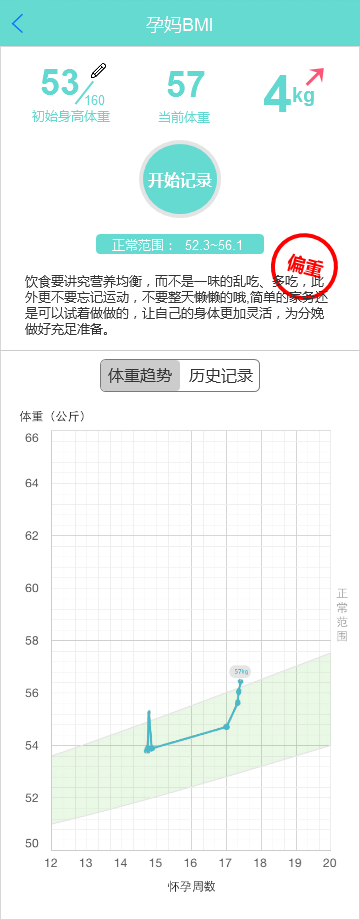 孕妈BMI
53
/160
57
4kg
初始身高体重
当前体重
开始记录
正常范围： 52.3~56.1
偏重
饮食要讲究营养均衡，而不是一味的乱吃、多吃，此
外更不要忘记运动，不要整天懒懒的哦,简单的家务还
是可以试着做做的，让自己的身体更加灵活，为分娩
做好充足准备。
体重趋势
历史记录
体重（公斤）
66
64
62
60
58
56
54
52
50
57kg
正常范围
12 13 14 15 16 17 18 19 20
怀孕周数